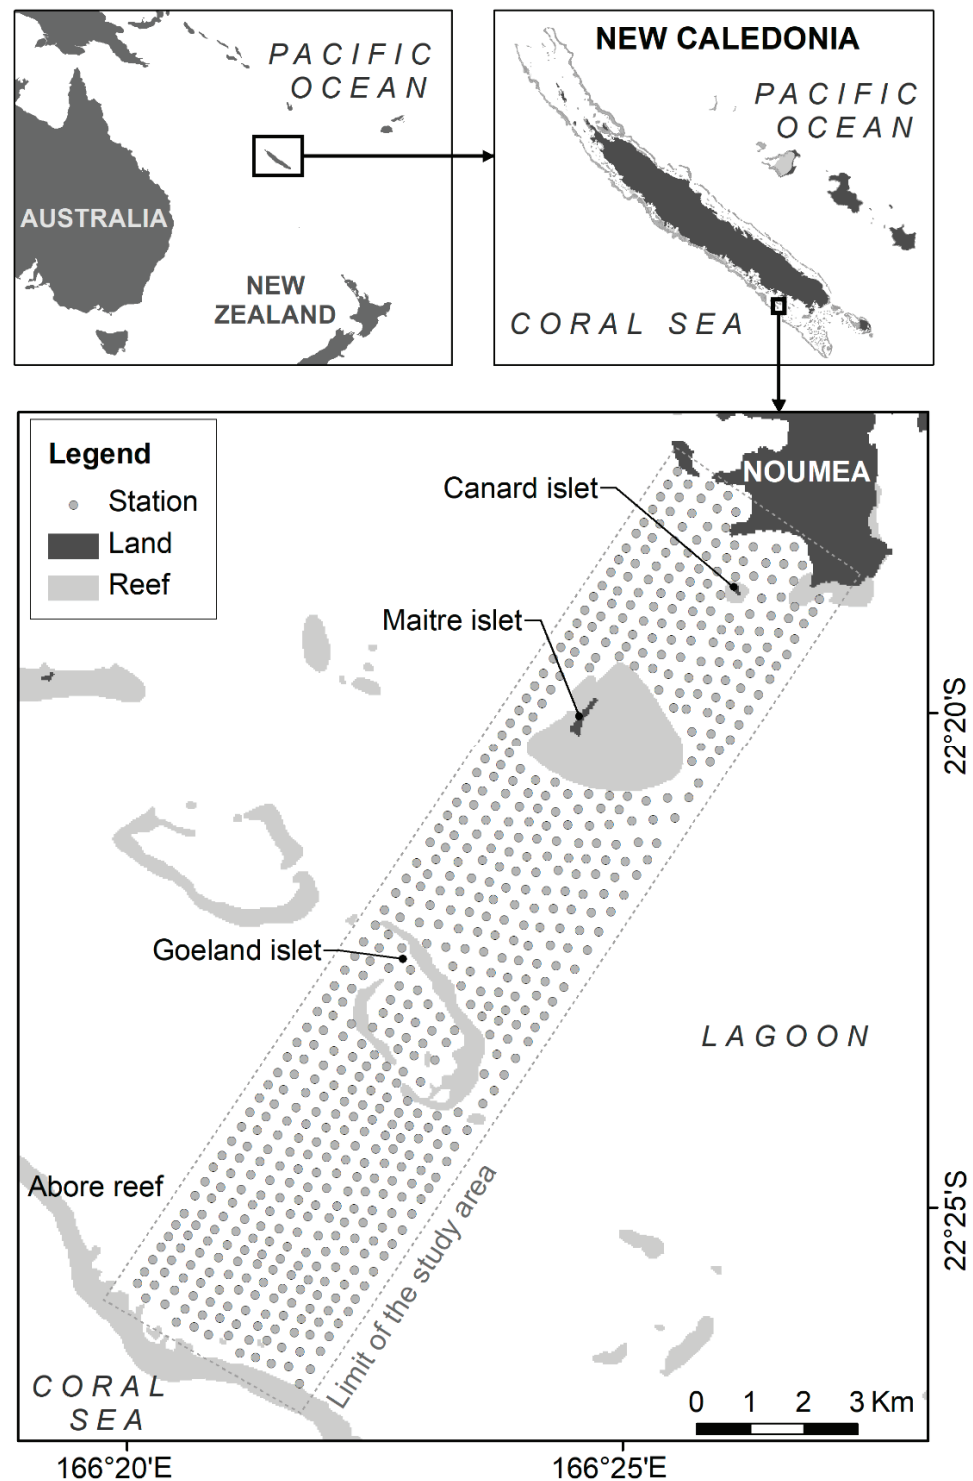 PACIFIC
OCEAN
AUSTRALIA
NEW
ZEALAND
NEW CALEDONIA
PACIFIC
OCEAN
CORAL SEA
Legend
Station
Land
Reef
NOUMEA
Canard islet
Maitre islet
22°20'S
Goeland islet
LAGOON
Abore reef
Limit of the study area
22°25'S
CORAL
SEA
0 1 2 3 Km
166°20'E 166°25'E